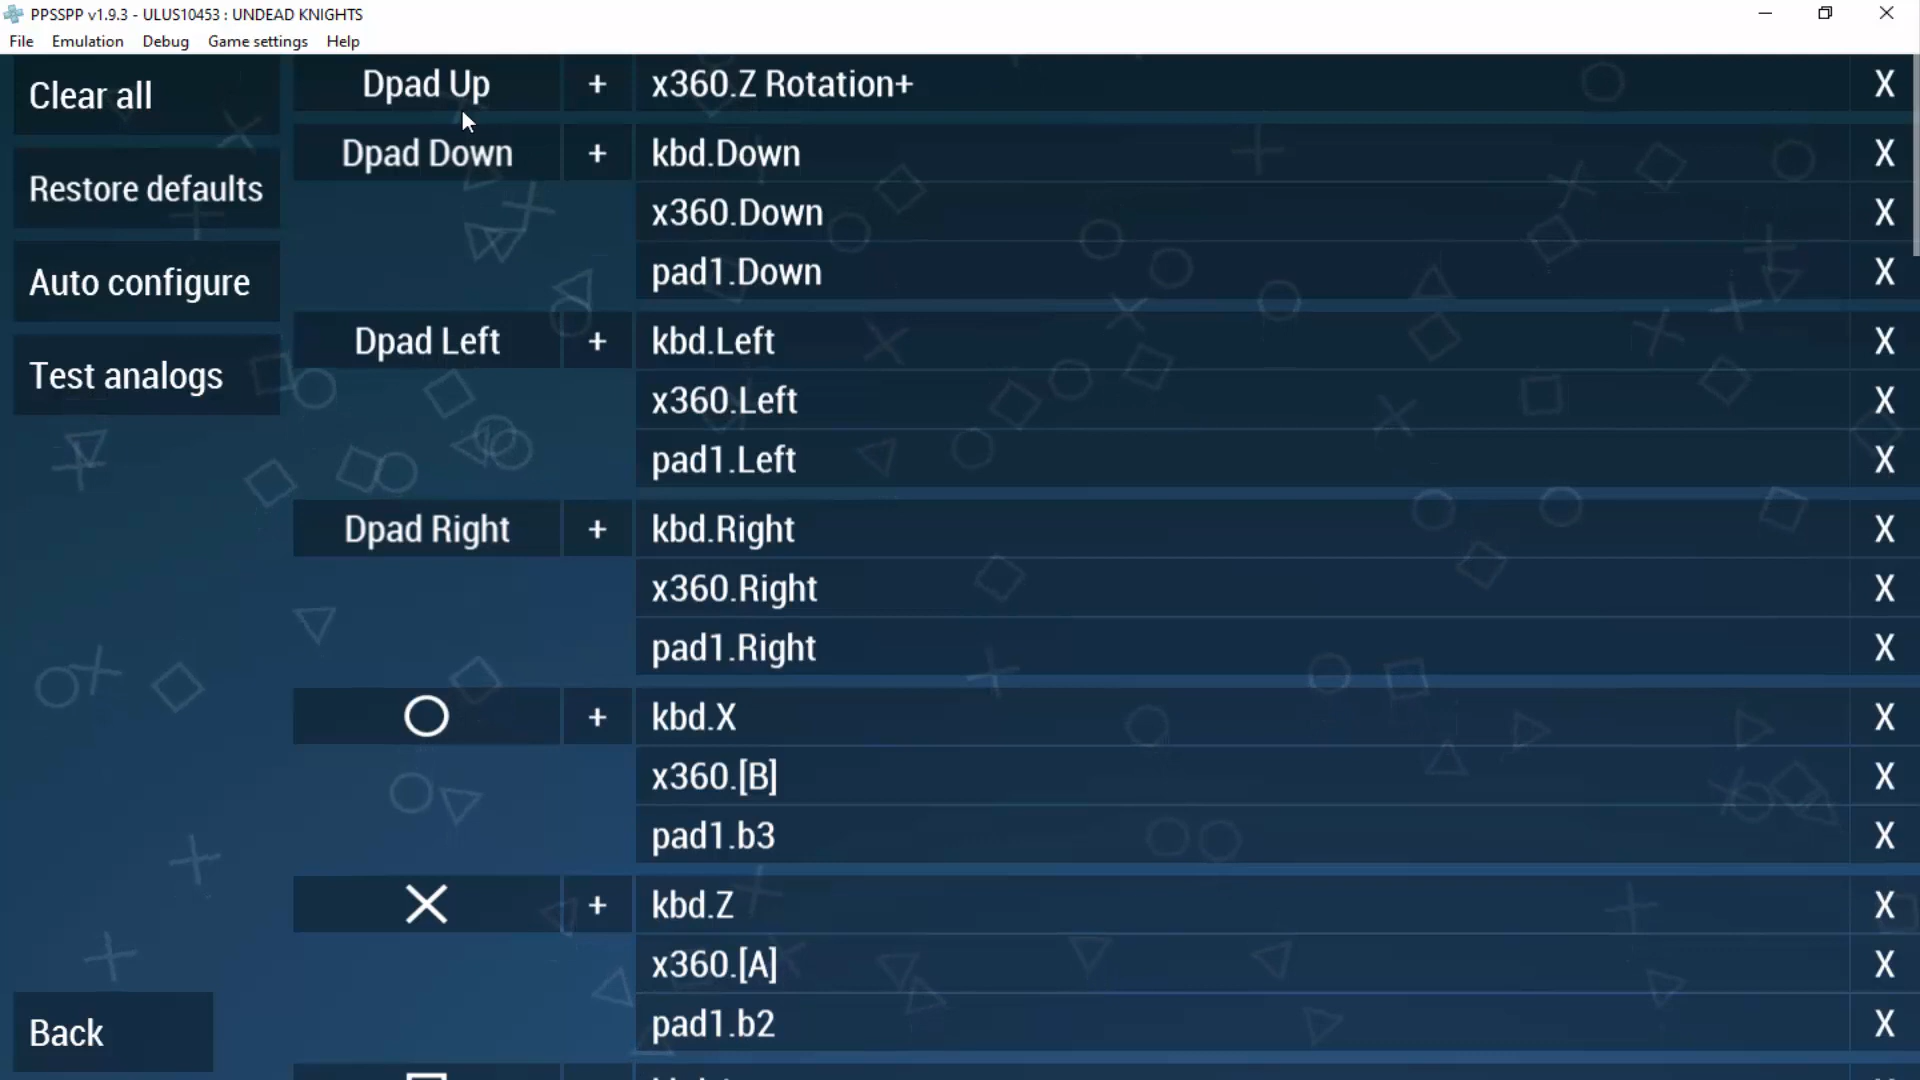 PPSSPP v1.9.3 - ULUS10453 : UNDEAD KNIGHTS
File Emulation Debug Game settings Help
Clear all
Restore defaults
Auto configure
Test analogs
Back
Dpad Up + x360.Z Rotation+ X
Dpad Down + kbd.Down X
x360.Down X
pad1.Down X
Dpad Left + kbd.Left X
x360.Left X
pad1.Left X
Dpad Right + kbd.Right X
x360.Right X
pad1.Right X
+ kbd.X X
x360.[B] X
pad1.b3 X
+ kbd.Z X
x360.[A] X
pad1.b2 X